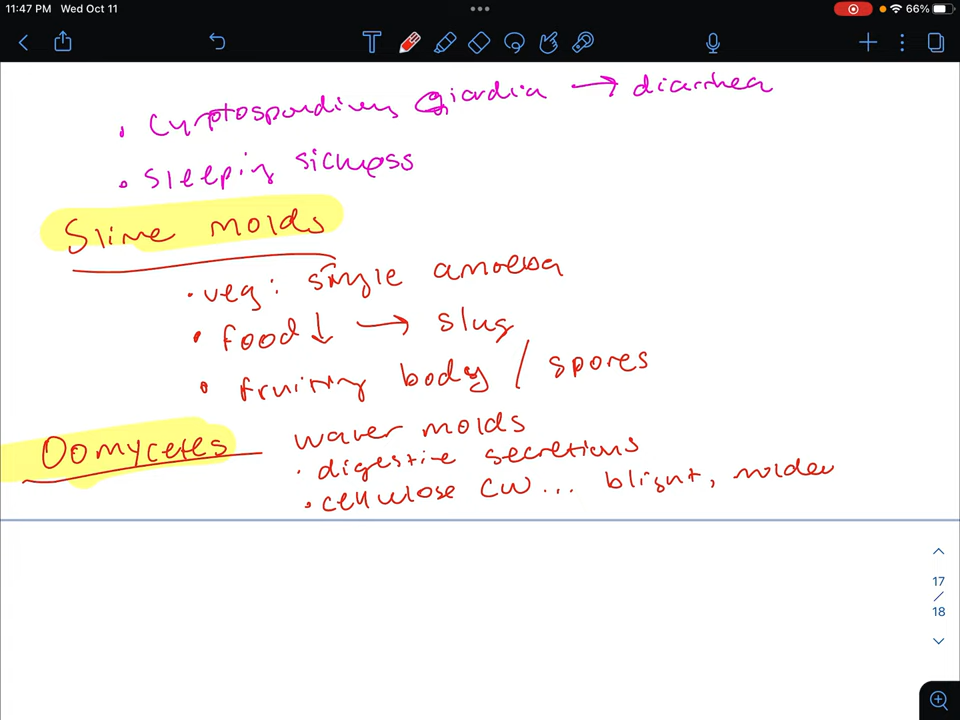 11:47 PM Wed Oct 11
66%
• Cyrptosporidium Giardia → diarrhea
• Sleeping sickness
Slime molds
• veg: single amoeba
• food ↓ → slug
• fruiting body / spores
Oomycetes — water molds
• digestive secretions
• cellulose CW... blight, mildew
17
/
18